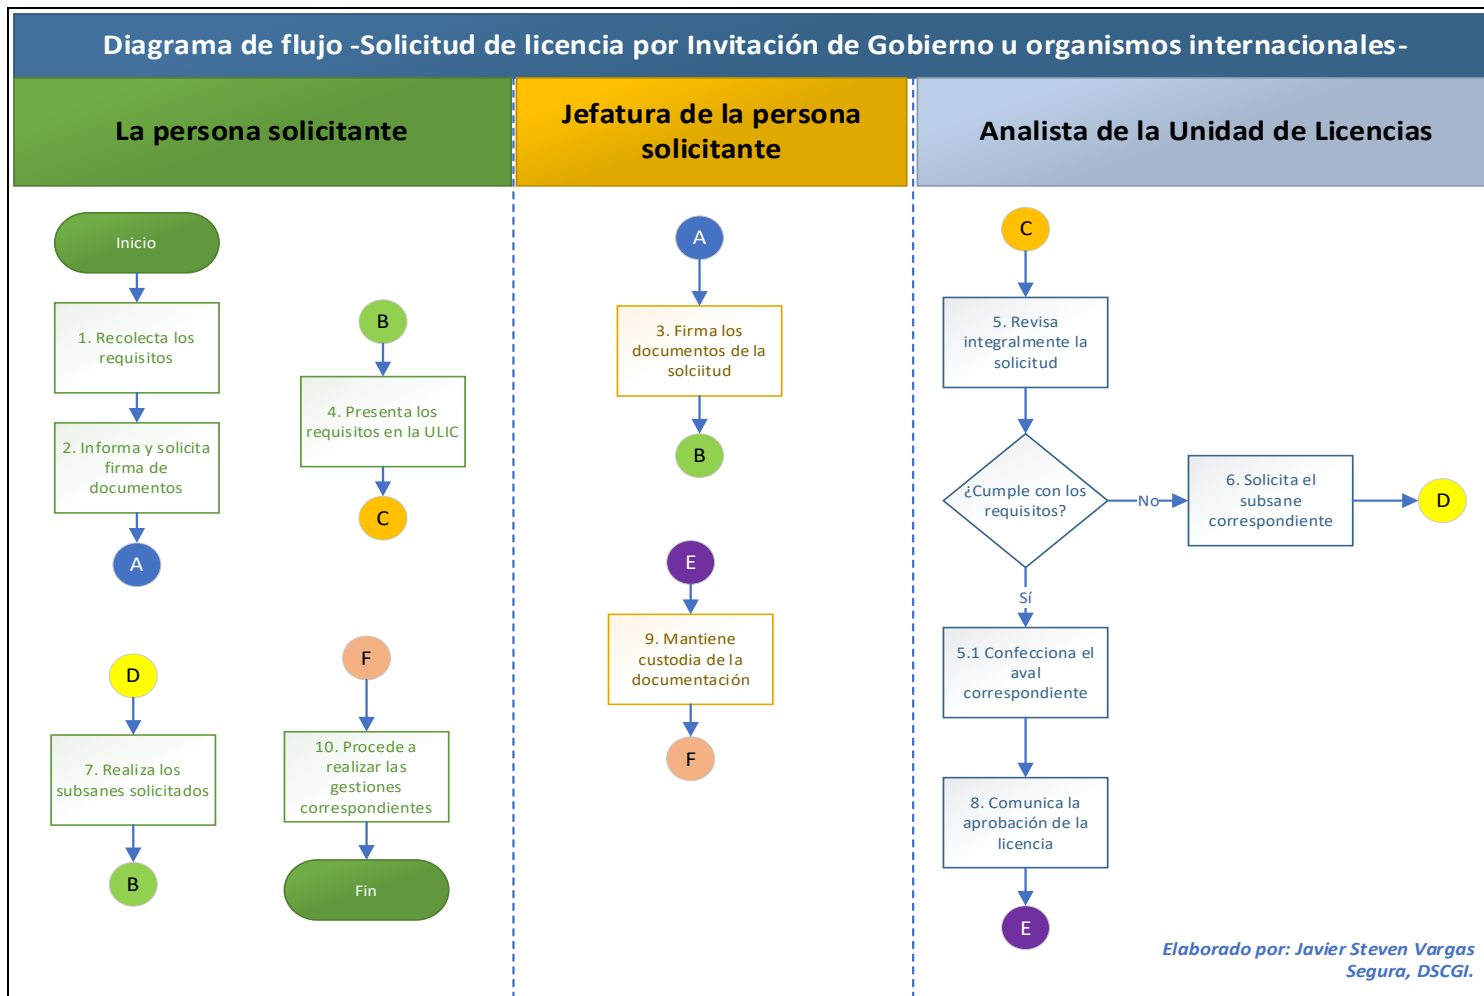 Diagrama de flujo -Solicitud de licencia por Invitación de Gobierno u organismos internacionales-
La persona solicitante
Jefatura de la persona
solicitante
Analista de la Unidad de Licencias
Inicio
1. Recolecta los
requisitos
2. Informa y solicita
firma de
documentos
A
B
4. Presenta los
requisitos en la ULIC
C
D
7. Realiza los
subsanes solicitados
B
F
10. Procede a
realizar las
gestiones
correspondientes
Fin
A
3. Firma los
documentos de la
solciitud
B
E
9. Mantiene
custodia de la
documentación
F
C
5. Revisa
integralmente la
solicitud
¿Cumple con los
requisitos?
No
6. Solicita el
subsane
correspondiente
D
Sí
5.1 Confecciona el
aval
correspondiente
8. Comunica la
aprobación de la
licencia
E
Elaborado por: Javier Steven Vargas
Segura, DSCGI.